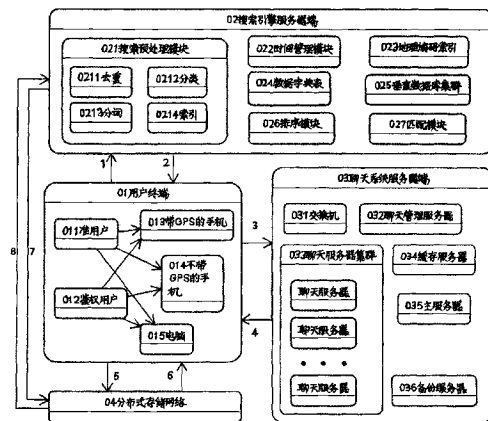 02搜索引擎服务器端
021搜索预处理模块
0211去重
0212分类
0213分词
0214索引
022时间管理模块
023地理编码索引
024数据字典表
025垂直数据库集群
026排序模块
027匹配模块
1
2
01用户终端
011准用户
012授权用户
013带GPS的手机
014不带
GPS的手
机
015电脑
3
4
03聊天系统服务器端
031交换机
032聊天管理服务器
033聊天服务器集群
聊天服务器
聊天服务器
聊天服务器
034缓存服务器
035主服务器
036备份服务器
8
7
5
6
04分布式存储网络